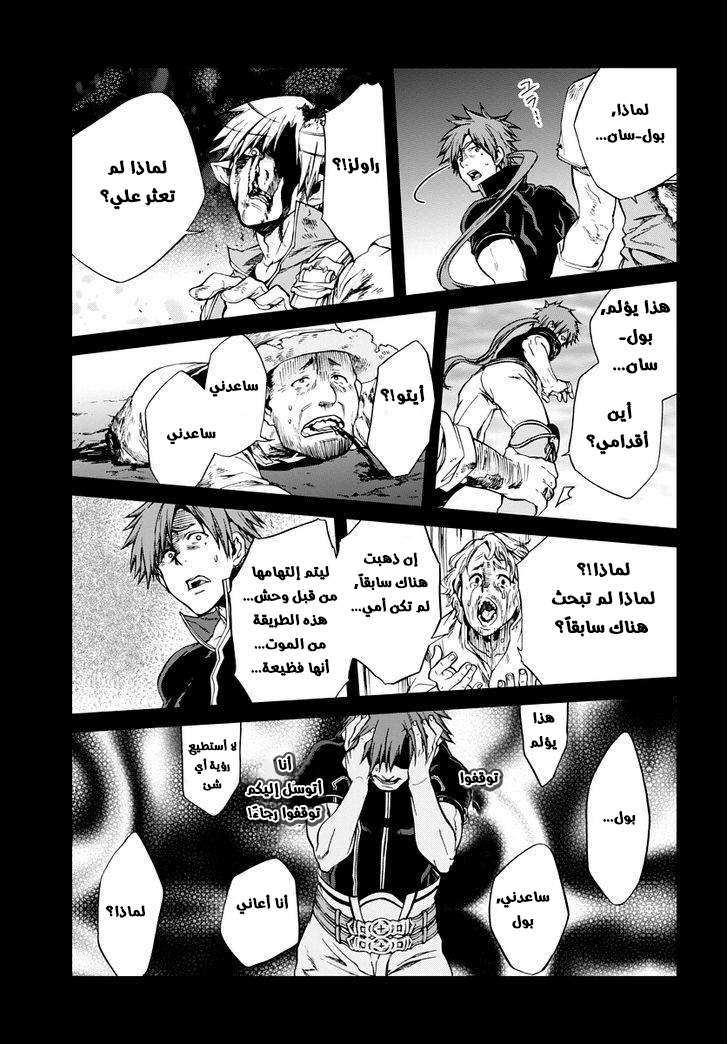 لماذا,
بول-سان...
ユラ...
راولز!؟
لماذا لم
تعثر علي؟
هذا يؤلم,
بول-
سان...
أين
أقدامي؟
أيتو!؟
ساعدني
ساعدني
لماذا!؟
لماذا لم تبحث
هناك سابقاً؟
إن ذهبت
هناك سابقاً,
لم تكن أمي...
ليتم إلتهامها
من قبل وحش...
هذه الطريقة
من الموت...
أنها فظيعة...
هذا
يؤلم
بول...
توقفوا
أنا
أتوسل إليكم
توقفوا رجاءًا
لا أستطيع
رؤية أي
شئ
ساعدني,
بول
أنا أعاني
لماذا؟